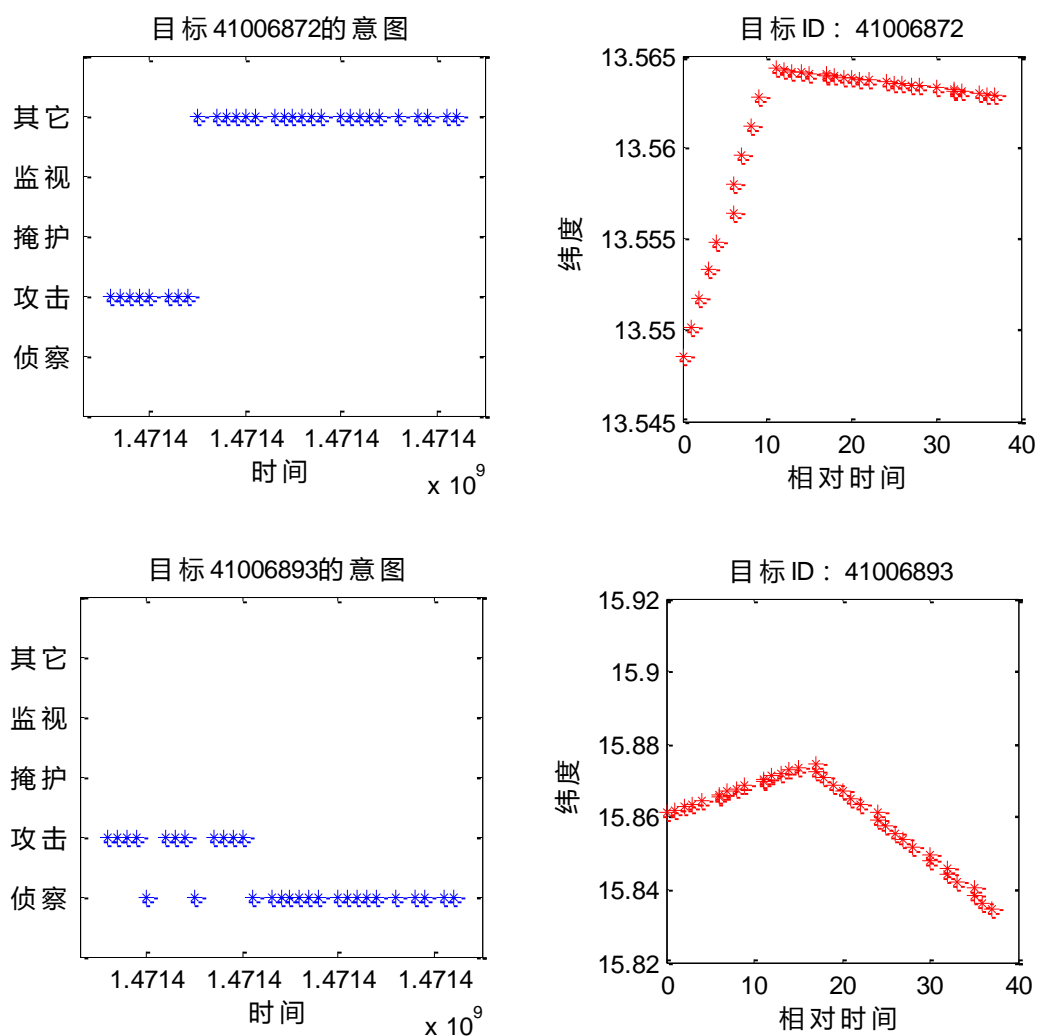 目标 41006872的意图
其它
监视
掩护
攻击
侦察
1.4714 1.4714 1.4714 1.4714
时间
x 10^9
目标 ID： 41006872
13.565
13.56
13.555
13.55
13.545
纬度
0 10 20 30 40
相对时间
目标 41006893的意图
其它
监视
掩护
攻击
侦察
1.4714 1.4714 1.4714 1.4714
时间
x 10^9
目标 ID： 41006893
15.92
15.9
15.88
15.86
15.84
15.82
纬度
0 10 20 30 40
相对时间